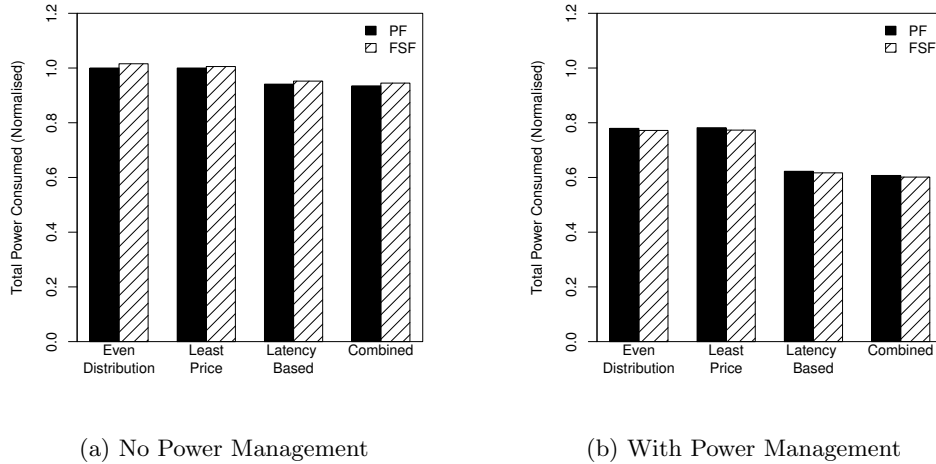 Total Power Consumed (Normalised)
0.0
0.2
0.4
0.6
0.8
1.0
1.2
PF
FSF
Even
Distribution
Least
Price
Latency
Based
Combined
(a) No Power Management
Total Power Consumed (Normalised)
0.0
0.2
0.4
0.6
0.8
1.0
1.2
PF
FSF
Even
Distribution
Least
Price
Latency
Based
Combined
(b) With Power Management